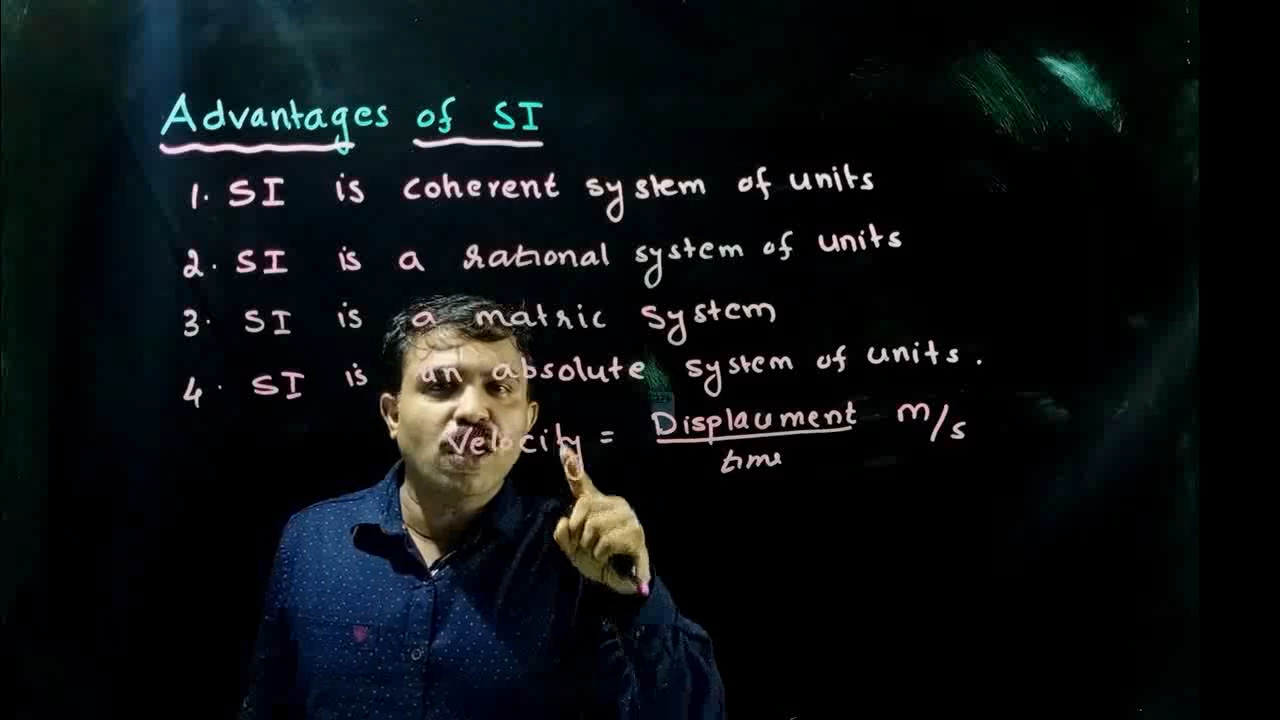 Advantages of SI
1. SI is coherent system of units
2. SI is a rational system of units
3. SI is a matric system
4. SI is an absolute system of units.
Velocity = Displacument m/s
time